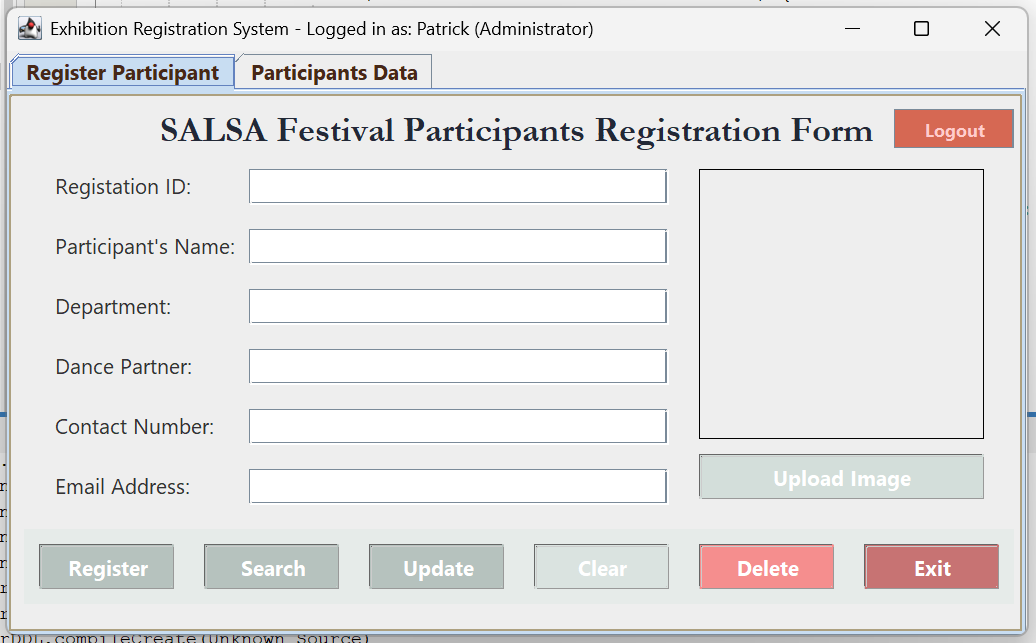 Exhibition Registration System - Logged in as: Patrick (Administrator)
Register Participant
Participants Data
SALSA Festival Participants Registration Form
Logout
Registation ID:
Participant's Name:
Department:
Dance Partner:
Contact Number:
Email Address:
Upload Image
Register
Search
Update
Clear
Delete
Exit
rDDL.compileCreate(Unknown Source)